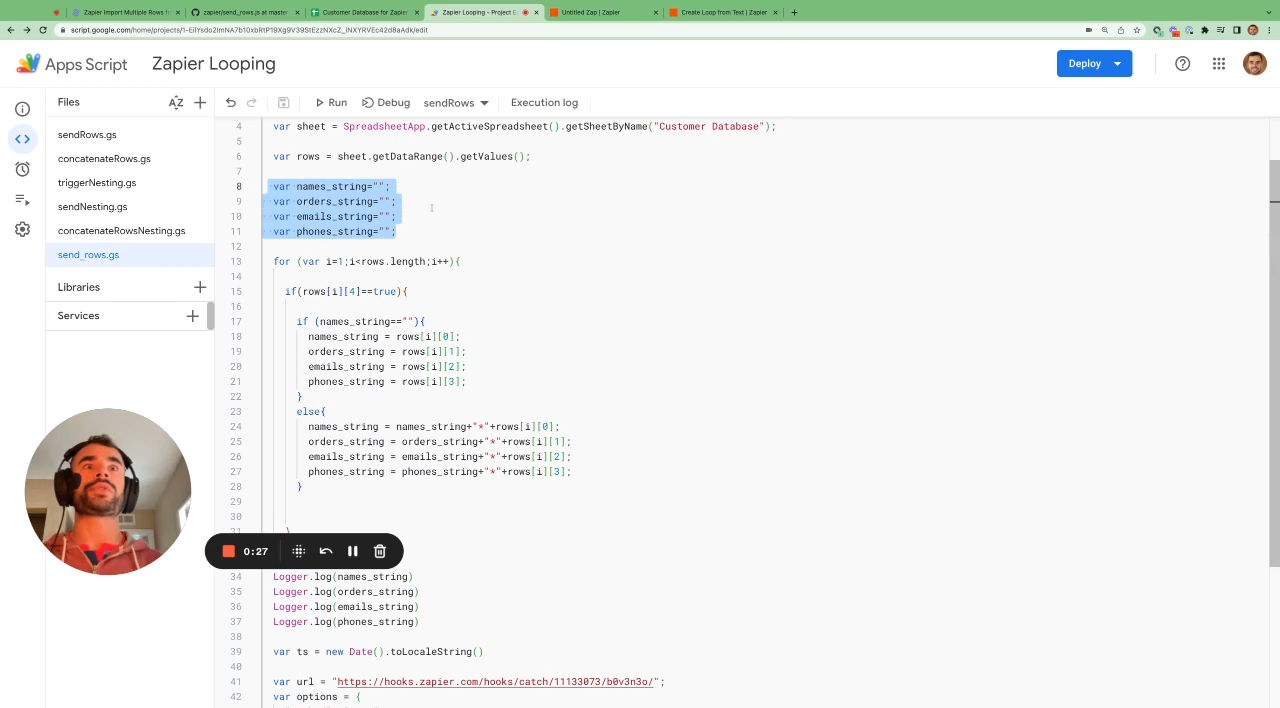 Zapier Import Multiple Rows fr
zapier/send_rows.js at master
Customer Database for Zapier
Zapier Looping - Project E
Untitled Zap | Zapier
Create Loop from Text | Zapier
Apps Script
Zapier Looping
Deploy
Files
AZ
Run
Debug
sendRows
Execution log
sendRows.gs
concatenateRows.gs
triggerNesting.gs
sendNesting.gs
concatenateRowsNesting.gs
send_rows.gs
Libraries
Services
4 var sheet = SpreadsheetApp.getActiveSpreadsheet().getSheetByName("Customer Database");
5
6 var rows = sheet.getDataRange().getValues();
7
8 var names_string="";
9 var orders_string="";
10 var emails_string="";
11 var phones_string="";
12
13 for (var i=1;i<rows.length;i++){
14
15 if(rows[i][4]==true){
16
17 if (names_string==""){
18 names_string = rows[i][0];
19 orders_string = rows[i][1];
20 emails_string = rows[i][2];
21 phones_string = rows[i][3];
22 }
23 else{
24 names_string = names_string+"*"+rows[i][0];
25 orders_string = orders_string+"*"+rows[i][1];
26 emails_string = emails_string+"*"+rows[i][2];
27 phones_string = phones_string+"*"+rows[i][3];
28 }
29
30
31 }
0:27
34 Logger.log(names_string)
35 Logger.log(orders_string)
36 Logger.log(emails_string)
37 Logger.log(phones_string)
38
39 var ts = new Date().toLocaleString()
40
41 var url = "https://hooks.zapier.com/hooks/catch/11133073/b0v3n3o/";
42 var options = {